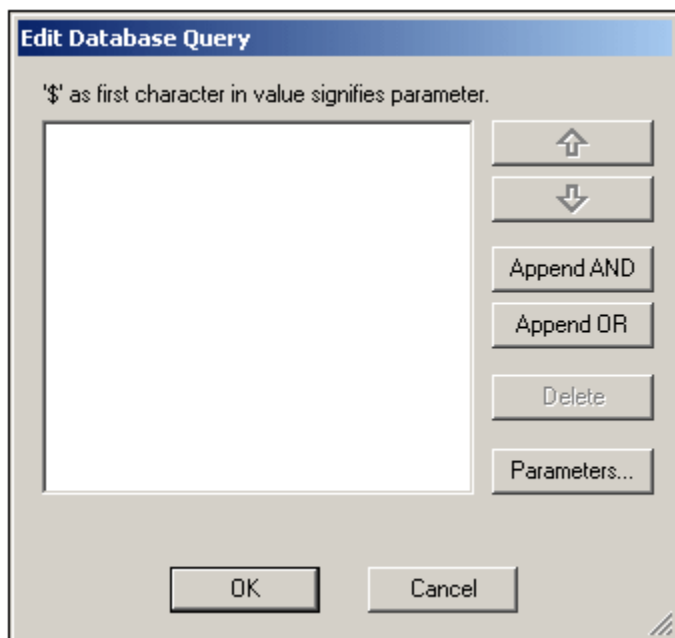 Edit Database Query
'$' as first character in value signifies parameter.
Append AND
Append OR
Delete
Parameters...
OK
Cancel